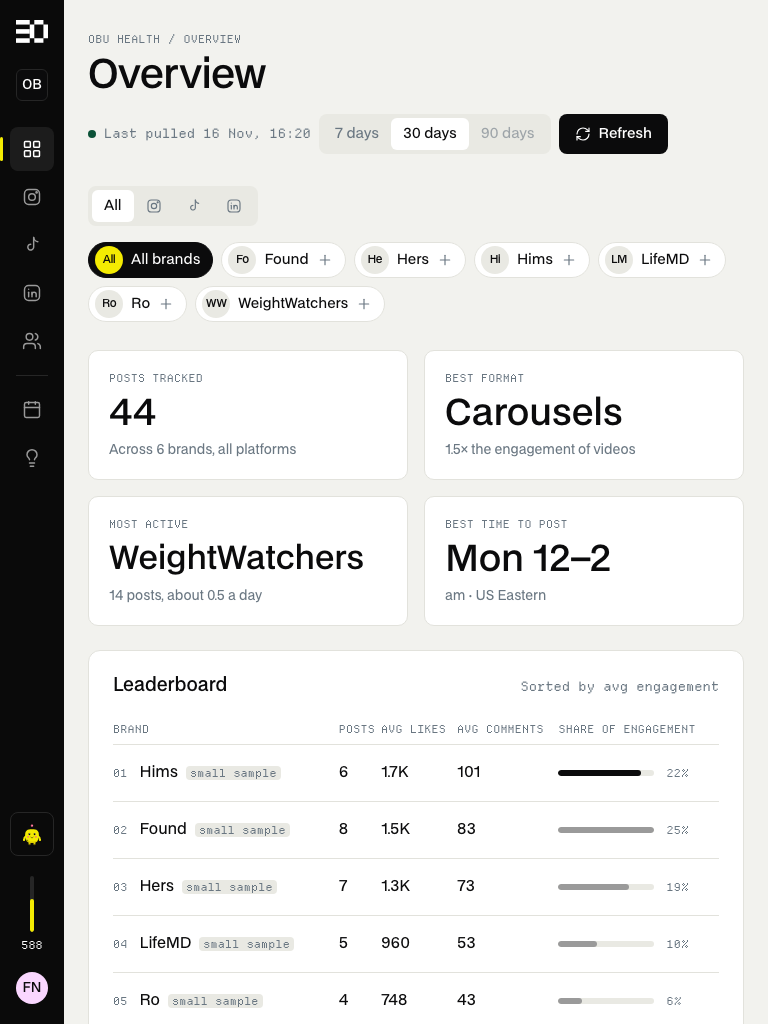 OB
588
FN
OBU HEALTH / OVERVIEW
Overview
Last pulled 16 Nov, 16:20
7 days 30 days 90 days
Refresh
All
All All brands
Fo Found +
He Hers +
Hi Hims +
LM LifeMD +
Ro Ro +
WW WeightWatchers +
POSTS TRACKED
44
Across 6 brands, all platforms
BEST FORMAT
Carousels
1.5× the engagement of videos
MOST ACTIVE
WeightWatchers
14 posts, about 0.5 a day
BEST TIME TO POST
Mon 12–2
am · US Eastern
Leaderboard
Sorted by avg engagement
BRAND POSTS AVG LIKES AVG COMMENTS SHARE OF ENGAGEMENT
01 Hims small sample 6 1.7K 101 22%
02 Found small sample 8 1.5K 83 25%
03 Hers small sample 7 1.3K 73 19%
04 LifeMD small sample 5 960 53 10%
05 Ro small sample 4 748 43 6%